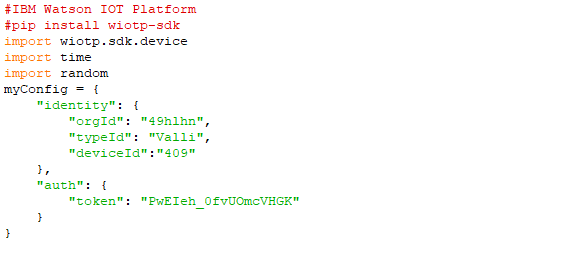 #IBM Watson IOT Platform
#pip install wiotp-sdk
import wiotp.sdk.device
import time
import random
myConfig = {
    "identity": {
        "orgId": "49hlhn",
        "typeId": "Valli",
        "deviceId":"409"
    },
    "auth": {
        "token": "PwEIeh_0fvUOmcVHGK"
    }
}